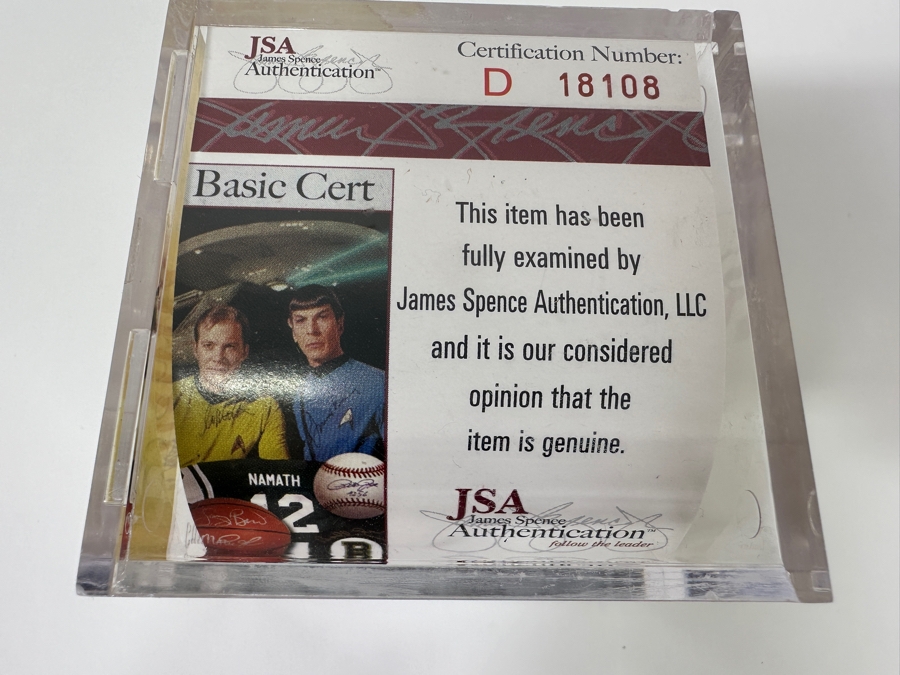 JSA
James Spence
Authentication
Certification Number:
D 18108
James Spence
Basic Cert
This item has been
fully examined by
James Spence Authentication, LLC
and it is our considered
opinion that the
item is genuine.
NAMATH
12
JSA
James Spence
Authentication
follow the leader